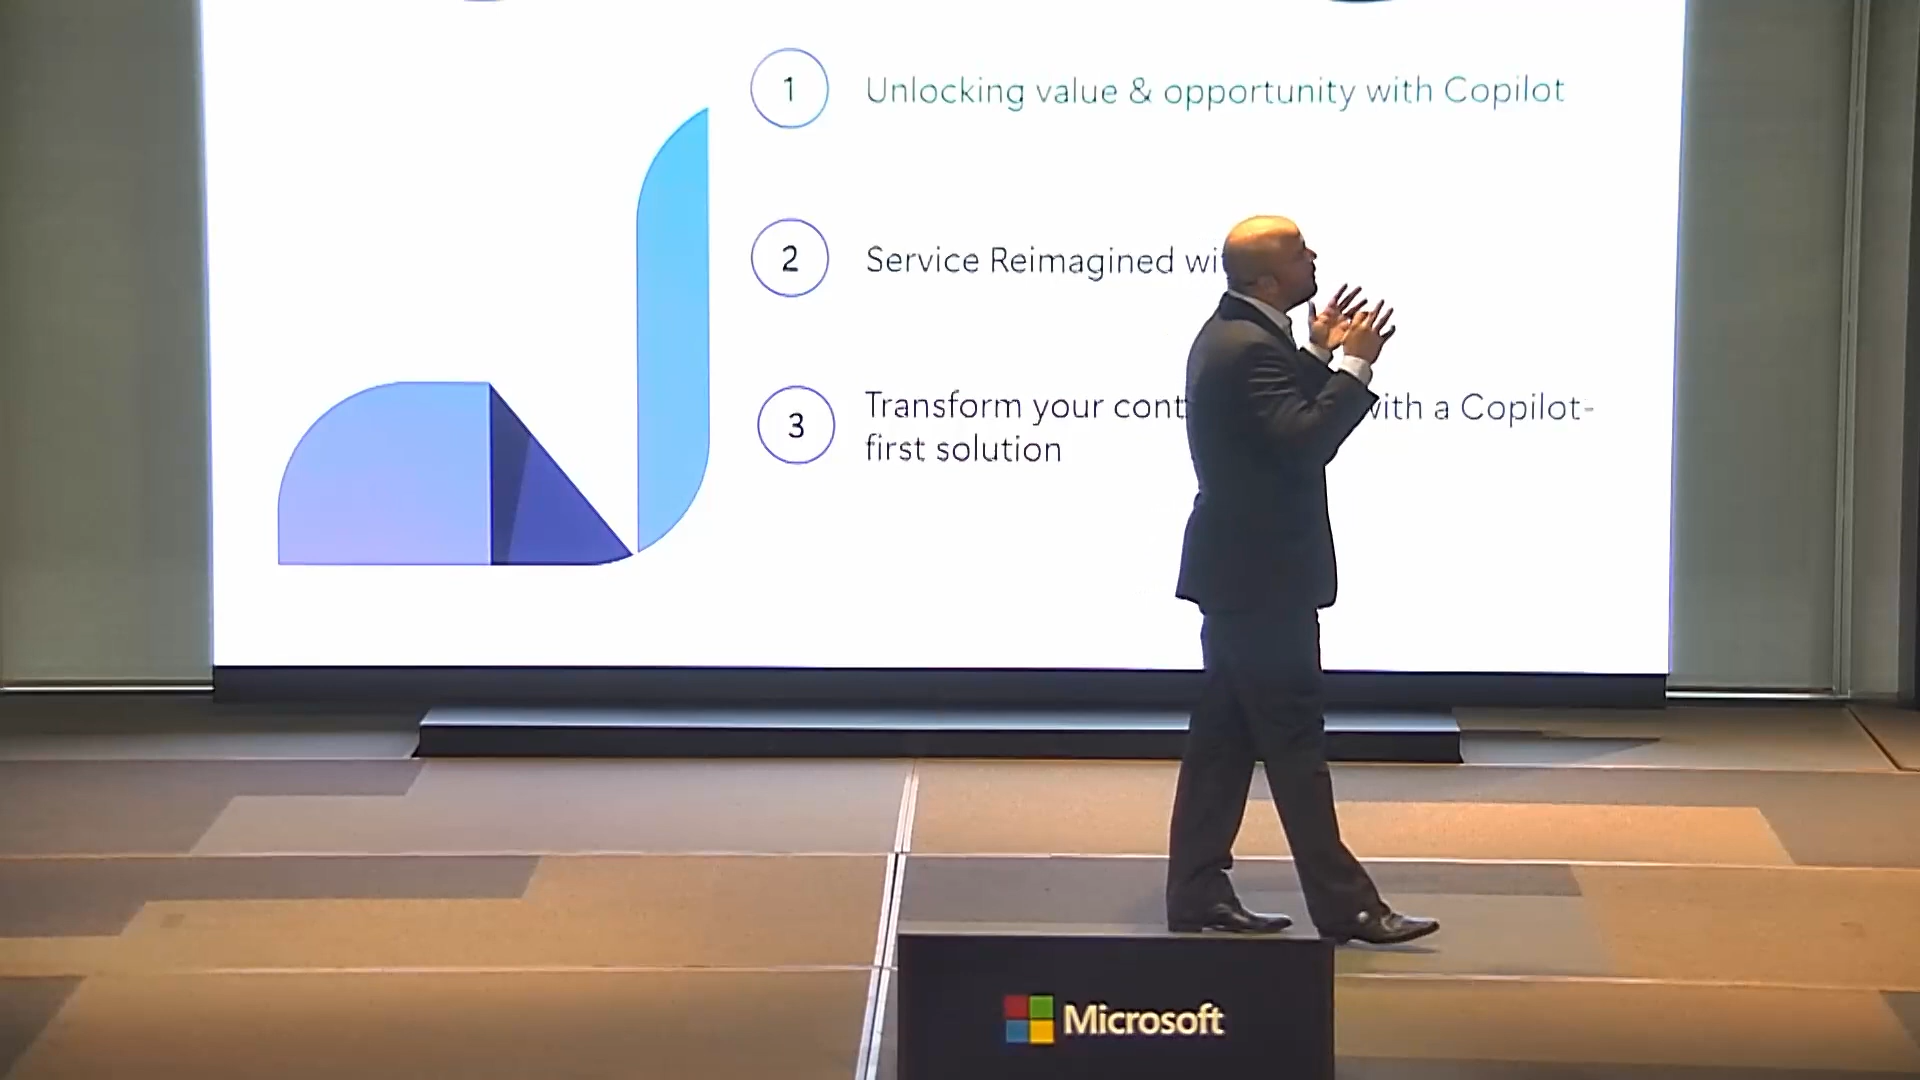 1
Unlocking value & opportunity with Copilot
2
Service Reimagined wi
3
Transform your cont with a Copilot-
first solution
Microsoft